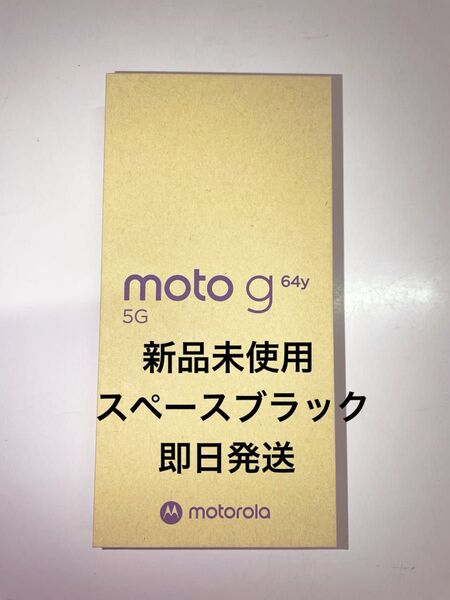 moto g 64y
5G
新品未使用
スペースブラック
即日発送
motorola